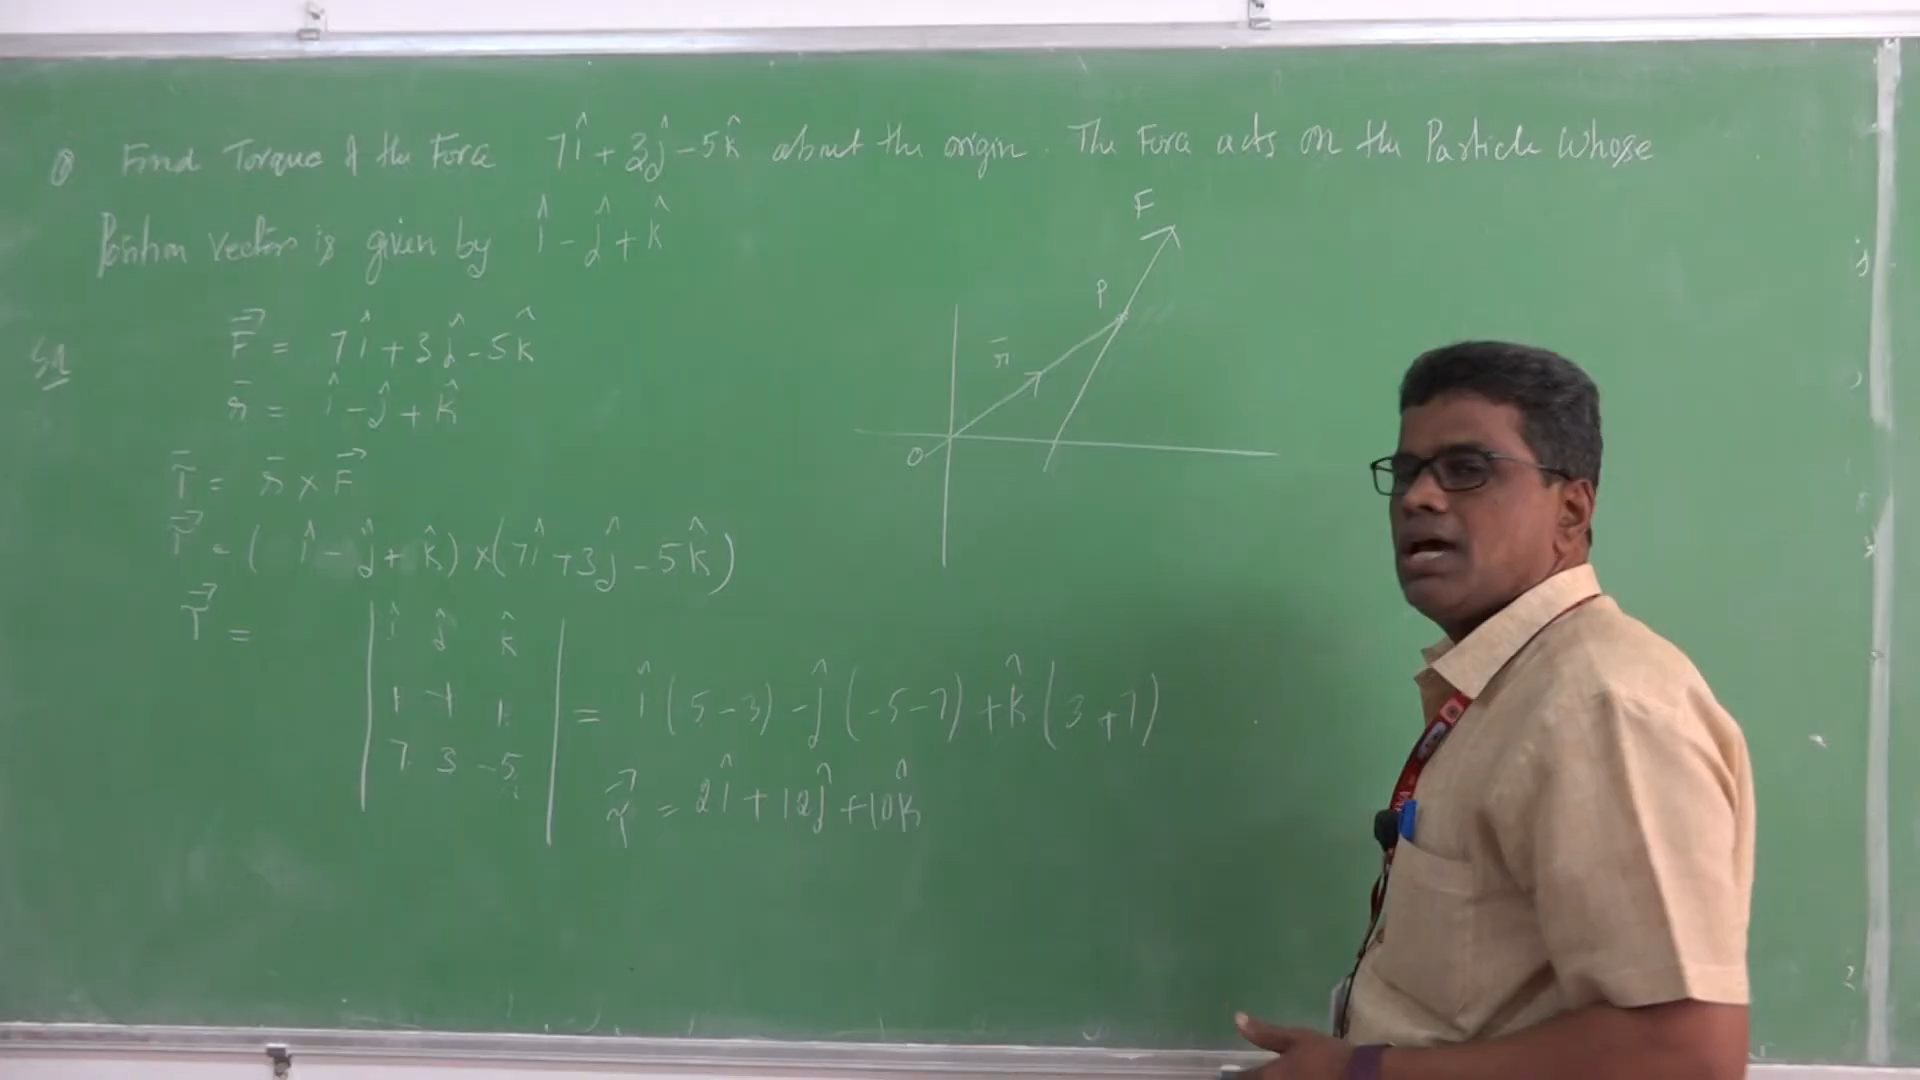 Find Torque of the Force 7î + 3ĵ - 5k̂ about the origin. The Force acts on the Particle Whose
Position vector is given by î - ĵ + k̂
F
P
Sol
F⃗ = 7î + 3ĵ - 5k̂
r̄
r̄ = î - ĵ + k̂
O
τ̄ = r̄ × F⃗
τ⃗ = ( î - ĵ + k̂ ) × (7î + 3ĵ - 5k̂)
τ⃗ =
î ĵ k̂
1 -1 1
= î (5-3) - ĵ (-5-7) + k̂ (3+7)
7 3 -5
τ⃗ = 2î + 12ĵ + 10k̂